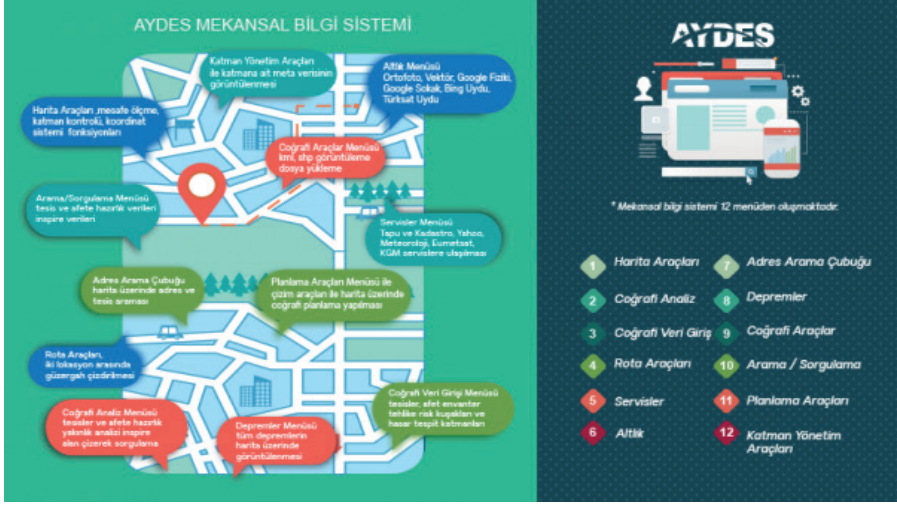 AYDES MEKANSAL BİLGİ SİSTEMİ
Katman Yönetim Araçları
ile katmana ait meta verisinin
görüntülenmesi
Altlık Menüsü
Ortofoto, Vektör, Google Fiziki,
Google Sokak, Bing Uydu,
Türksat Uydu
Harita Araçları ,mesafe ölçme,
katman kontrolü, koordinat
sistemi fonksiyonları
Coğrafi Araçlar Menüsü
kml, shp görüntüleme
dosya yükleme
Arama/Sorgulama Menüsü
tesis ve afete hazırlık verileri
inspire verileri
Servisler Menüsü
Tapu ve Kadastro, Yahoo,
Meteoroloji, Eumetsat,
KGM servislere ulaşılması
Adres Arama Çubuğu
harita üzerinde adres ve
tesis araması
Planlama Araçları Menüsü ile
çizim araçları ile harita üzerinde
coğrafi planlama yapılması
Rota Araçları,
iki lokasyon arasında
güzergah çizdirilmesi
Coğrafi Veri Girişi Menüsü
tesisler, afet envanter
tehlike risk kuşakları ve
hasar tespit katmanları
Coğrafi Analiz Menüsü
tesisler ve afete hazırlık
yakınlık analizi inspire
alan çizerek sorgulama
Depremler Menüsü
tüm depremlerin
harita üzerinde
görüntülenmesi
AYDES
* Mekansal bilgi sistemi 12 menüden oluşmaktadır.
1 Harita Araçları
2 Coğrafi Analiz
3 Coğrafi Veri Giriş
4 Rota Araçları
5 Servisler
6 Altlık
7 Adres Arama Çubuğu
8 Depremler
9 Coğrafi Araçlar
10 Arama / Sorgulama
11 Planlama Araçları
12 Katman Yönetim
Araçları